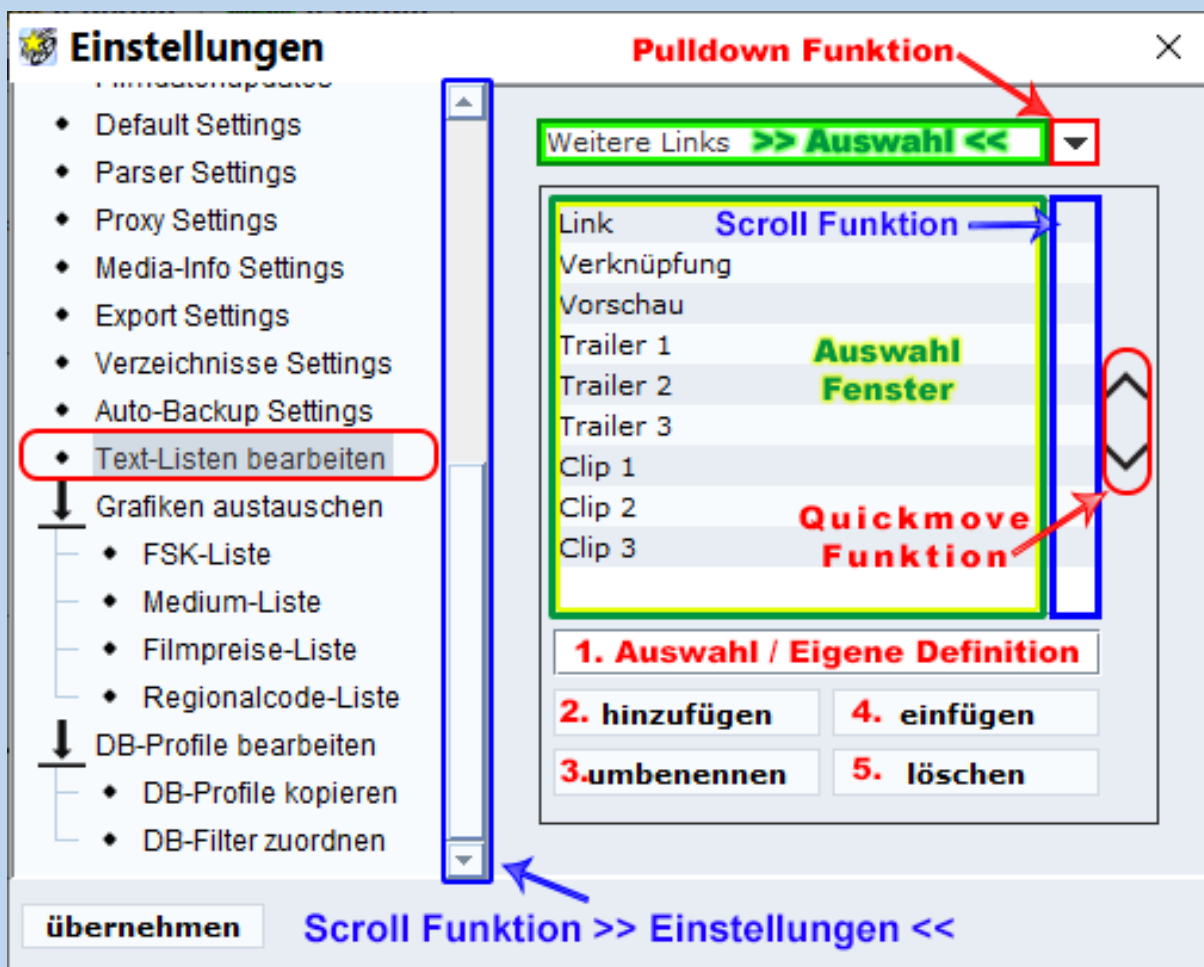 Einstellungen
Pulldown Funktion
Filmdatenupdates
Default Settings
Parser Settings
Proxy Settings
Media-Info Settings
Export Settings
Verzeichnisse Settings
Auto-Backup Settings
Text-Listen bearbeiten
Grafiken austauschen
FSK-Liste
Medium-Liste
Filmpreise-Liste
Regionalcode-Liste
DB-Profile bearbeiten
DB-Profile kopieren
DB-Filter zuordnen
Weitere Links >> Auswahl <<
Link Scroll Funktion
Verknüpfung
Vorschau
Trailer 1
Trailer 2
Trailer 3
Clip 1
Clip 2
Clip 3
Auswahl
Fenster
Quickmove
Funktion
1. Auswahl / Eigene Definition
2. hinzufügen 4. einfügen
3.umbenennen 5. löschen
übernehmen Scroll Funktion >> Einstellungen <<